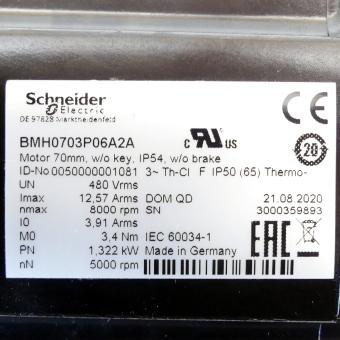 Schneider
Electric
DE 97828 Marktheidenfeld
CE
BMH0703P06A2A
c UR US
Motor 70mm, w/o key, IP54, w/o brake
30
ID-No 0050000001081 3~ Th-Cl F IP50 (65) Thermo-
UN 480 Vrms
Imax 12,57 Arms DOM QD 21.08.2020
nmax 8000 rpm SN 3000359893
I0 3,91 Arms
M0 3,4 Nm IEC 60034-1
PN 1,322 kW Made in Germany
EAC
nN 5000 rpm